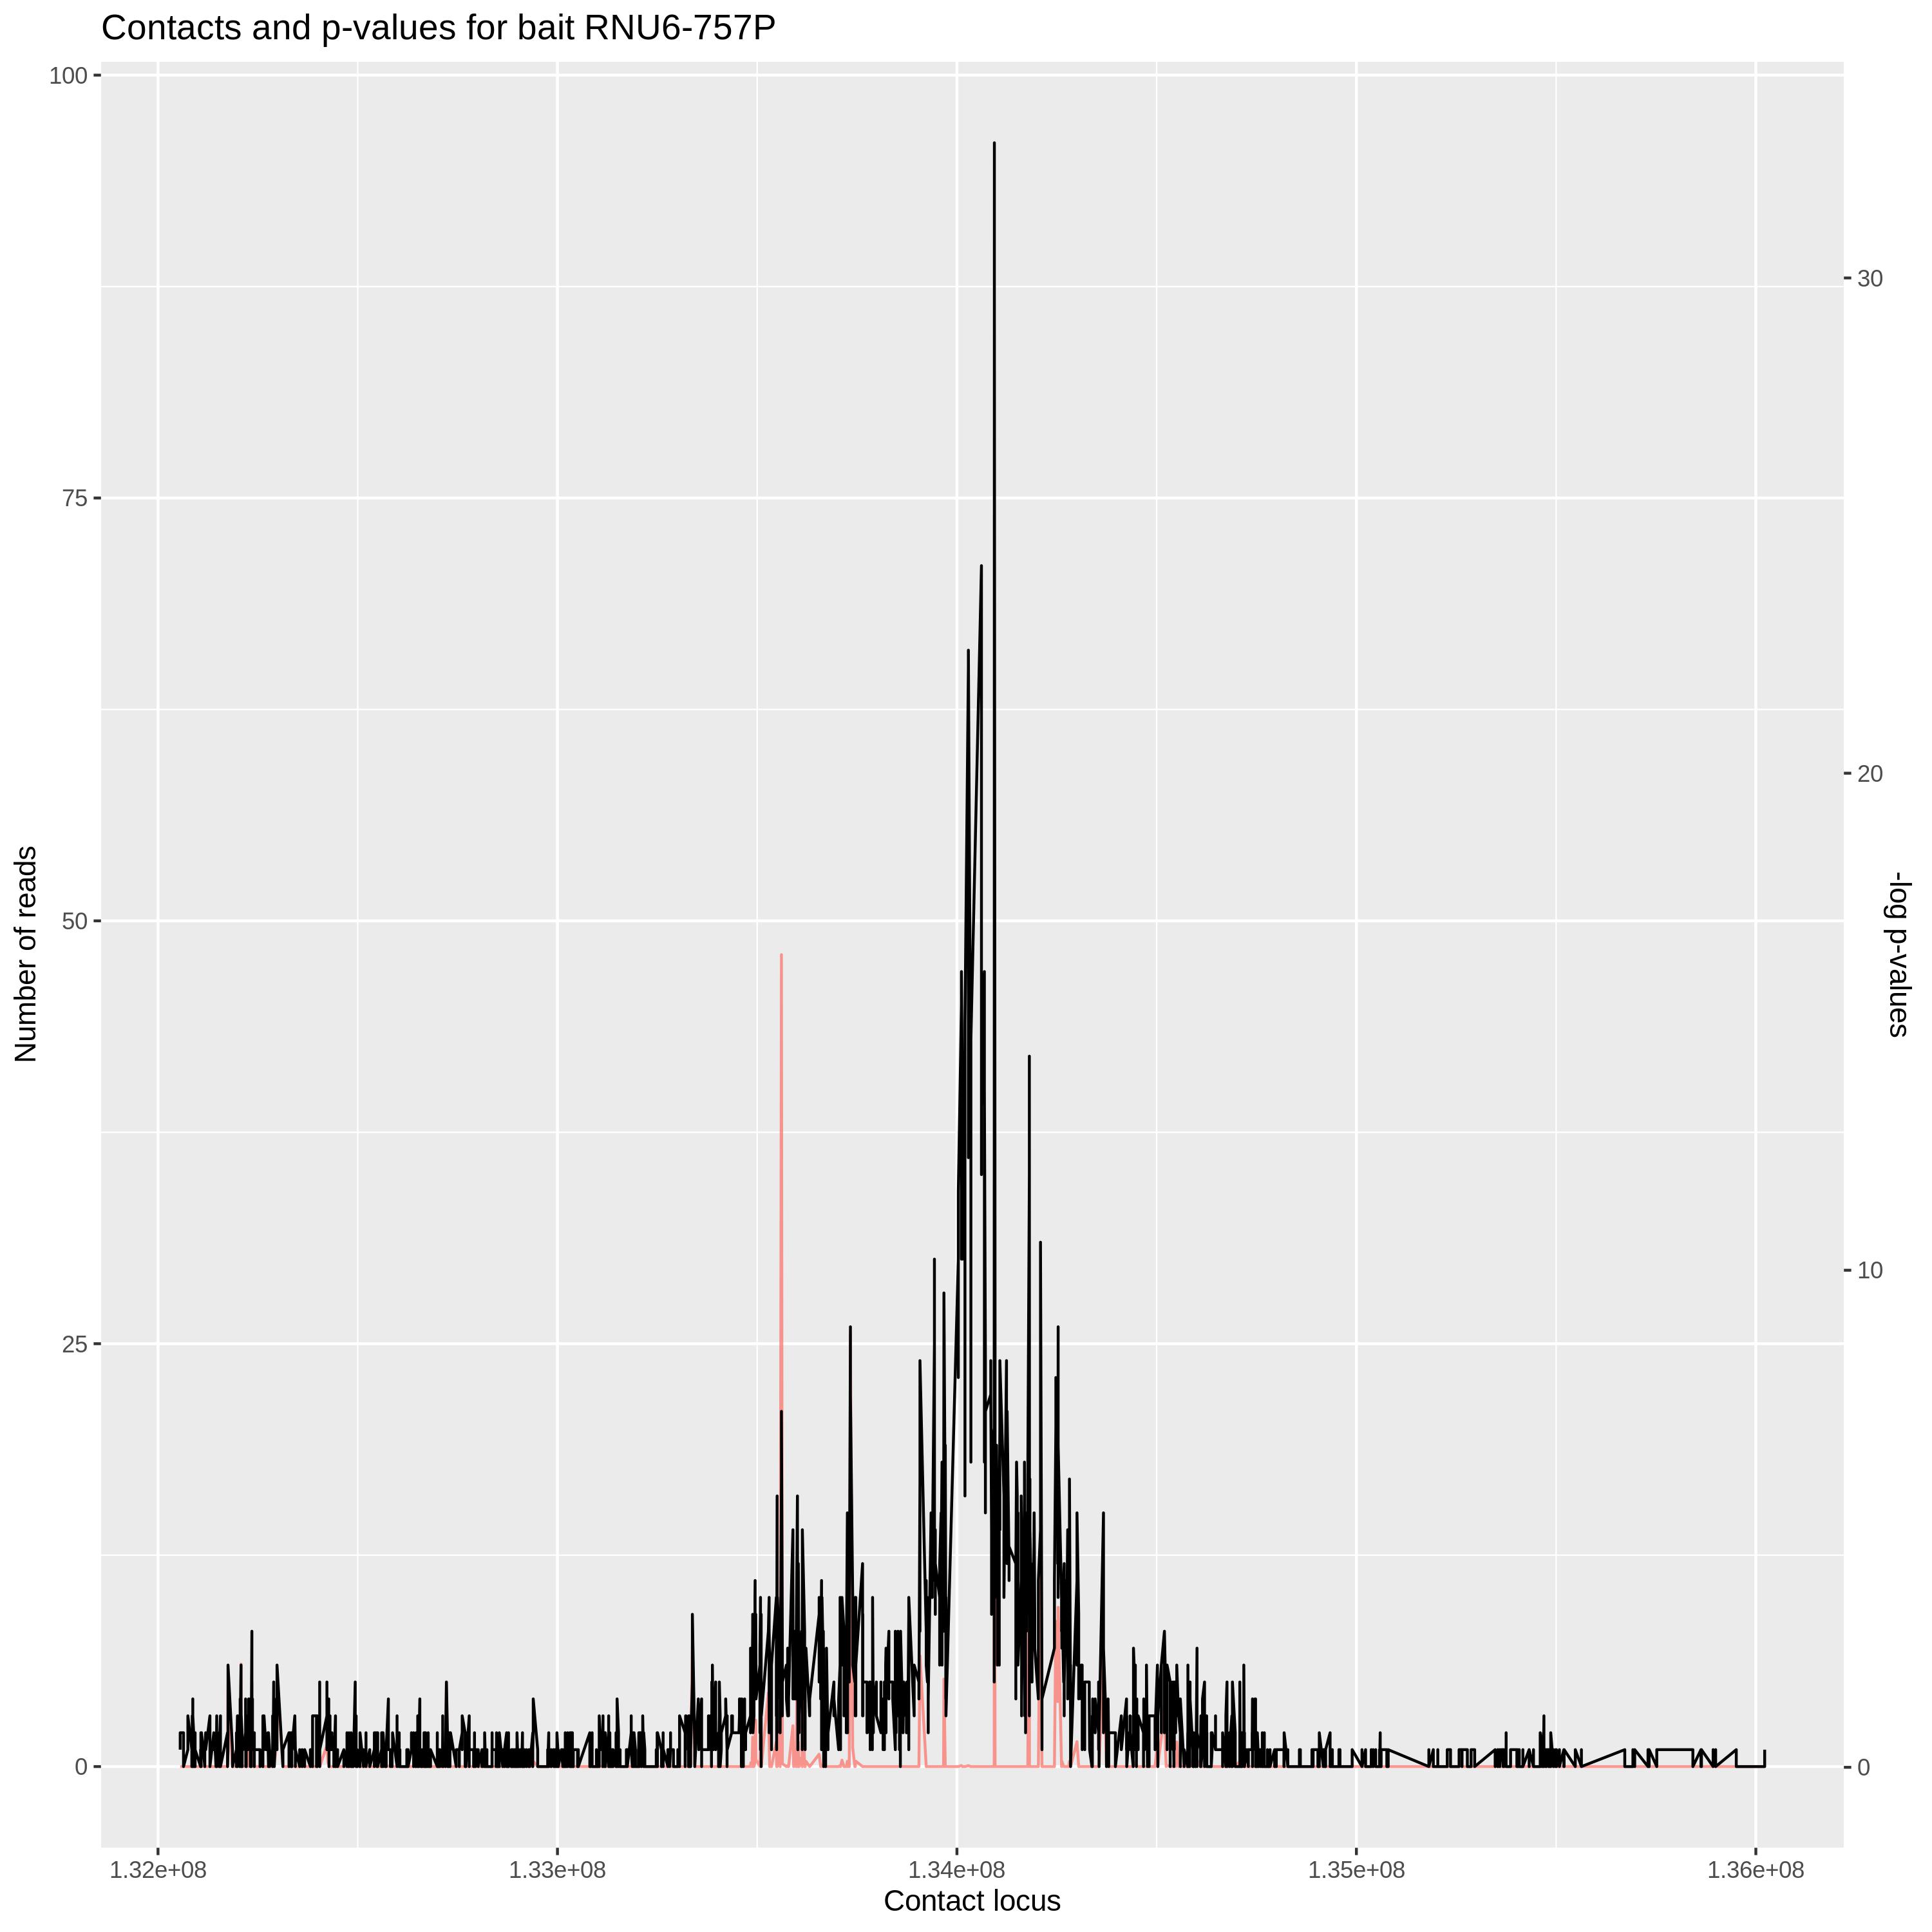 Contacts and p-values for bait RNU6-757P
100
75
50
25
0
Number of reads
30
20
10
0
-log p-values
1.32e+08
1.33e+08
1.34e+08
1.35e+08
1.36e+08
Contact locus